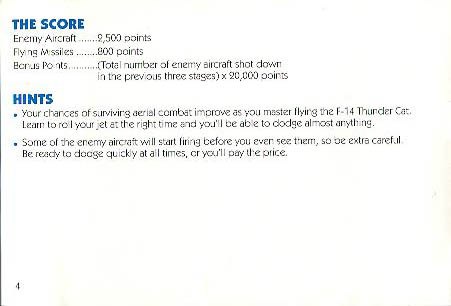 THE SCORE
Enemy Aircraft .......2,500 points
Flying Missiles ........800 points
Bonus Points...........(Total number of enemy aircraft shot down
in the previous three stages) x 20,000 points
HINTS
• Your chances of surviving aerial combat improve as you master flying the F-14 Thunder Cat.
Learn to roll your jet at the right time and you'll be able to dodge almost anything.
• Some of the enemy aircraft will start firing before you even see them, so be extra careful.
Be ready to dodge quickly at all times, or you'll pay the price.
4